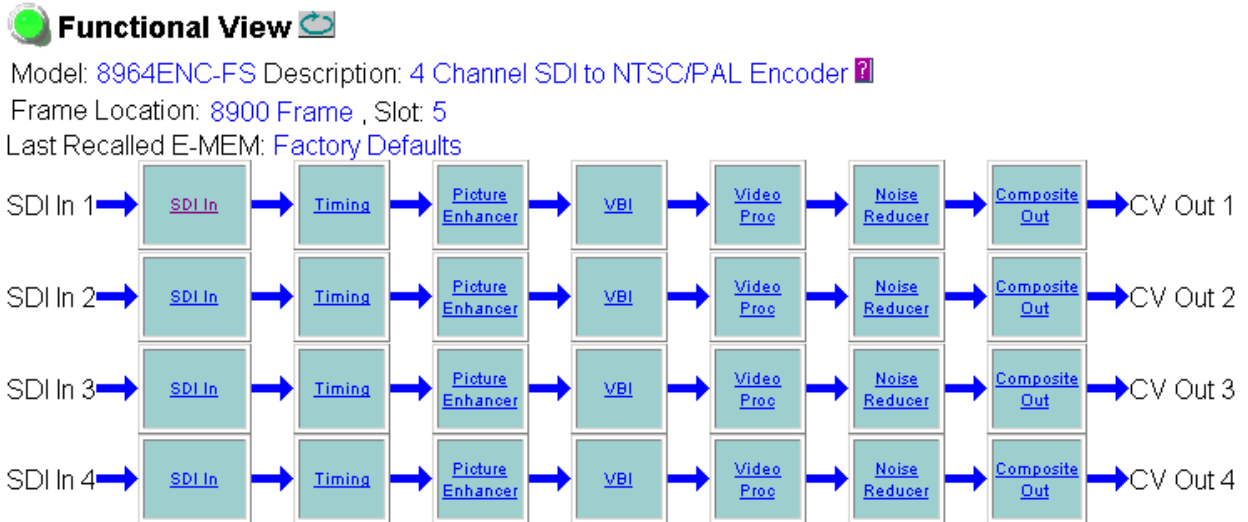 Functional View
Model: 8964ENC-FS Description: 4 Channel SDI to NTSC/PAL Encoder ?
Frame Location: 8900 Frame , Slot: 5
Last Recalled E-MEM: Factory Defaults
SDI In 1 SDI In Timing Picture Enhancer VBI Video Proc Noise Reducer Composite Out CV Out 1
SDI In 2 SDI In Timing Picture Enhancer VBI Video Proc Noise Reducer Composite Out CV Out 2
SDI In 3 SDI In Timing Picture Enhancer VBI Video Proc Noise Reducer Composite Out CV Out 3
SDI In 4 SDI In Timing Picture Enhancer VBI Video Proc Noise Reducer Composite Out CV Out 4